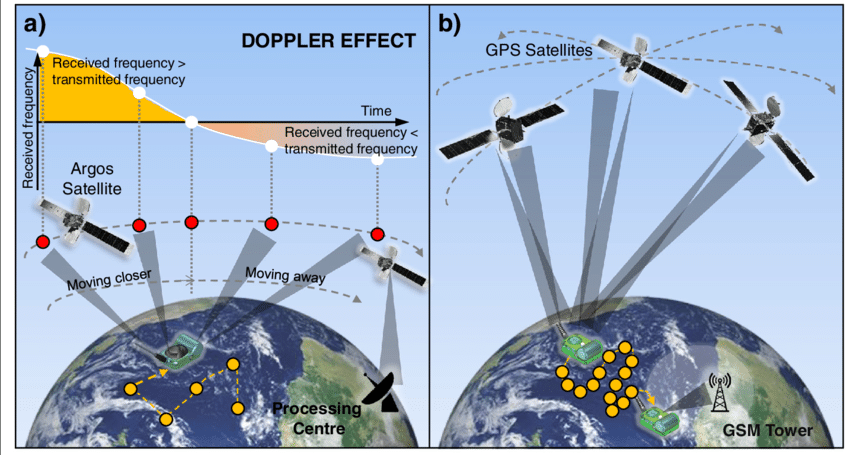 a)
DOPPLER EFFECT
Received frequency >
transmitted frequency
Received frequency
Time
Received frequency <
transmitted frequency
Argos
Satellite
Moving closer
Moving away
Processing
Centre
b)
GPS Satellites
GSM Tower